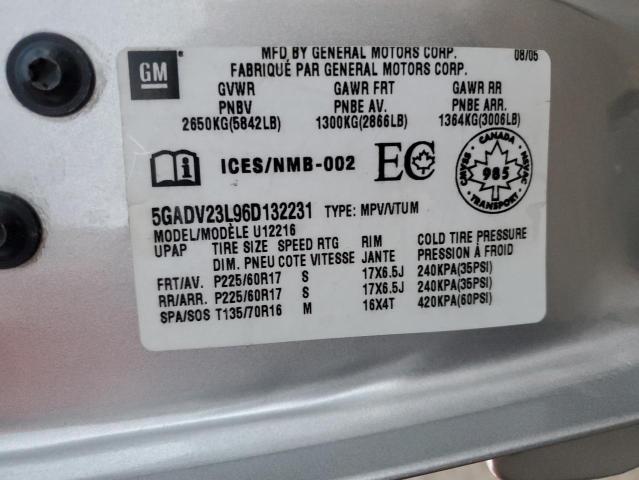 GM
MFD BY GENERAL MOTORS CORP. 08/05
FABRIQUÉ PAR GENERAL MOTORS CORP.
GVWR GAWR FRT GAWR RR
PNBV PNBE AV. PNBE ARR.
2650KG(5842LB) 1300KG(2866LB) 1364KG(3006LB)
ICES/NMB-002 EC
CANADA
985
TRANSPORT
5GADV23L96D132231 TYPE: MPV/VTUM
MODEL/MODÈLE U12216
UPAP TIRE SIZE SPEED RTG RIM COLD TIRE PRESSURE
DIM. PNEU COTE VITESSE JANTE PRESSION À FROID
FRT/AV. P225/60R17 S 17X6.5J 240KPA(35PSI)
RR/ARR. P225/60R17 S 17X6.5J 240KPA(35PSI)
SPA/SOS T135/70R16 M 16X4T 420KPA(60PSI)